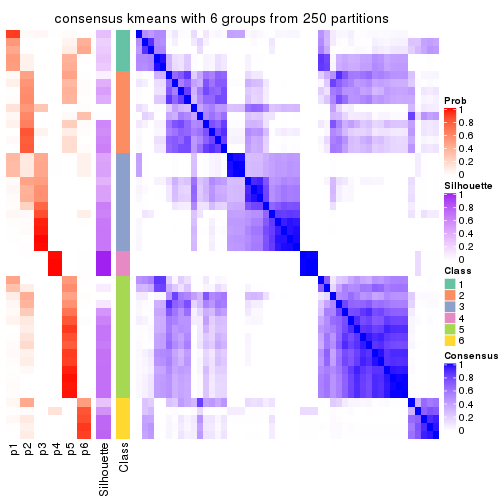 consensus kmeans with 6 groups from 250 partitions
Prob
1
0.8
0.6
0.4
0.2
0
Silhouette
1
0.8
0.6
0.4
0.2
0
Class
1
2
3
4
5
6
Consensus
1
0.8
0.6
0.4
0.2
0
p1
p2
p3
p4
p5
p6
Silhouette
Class